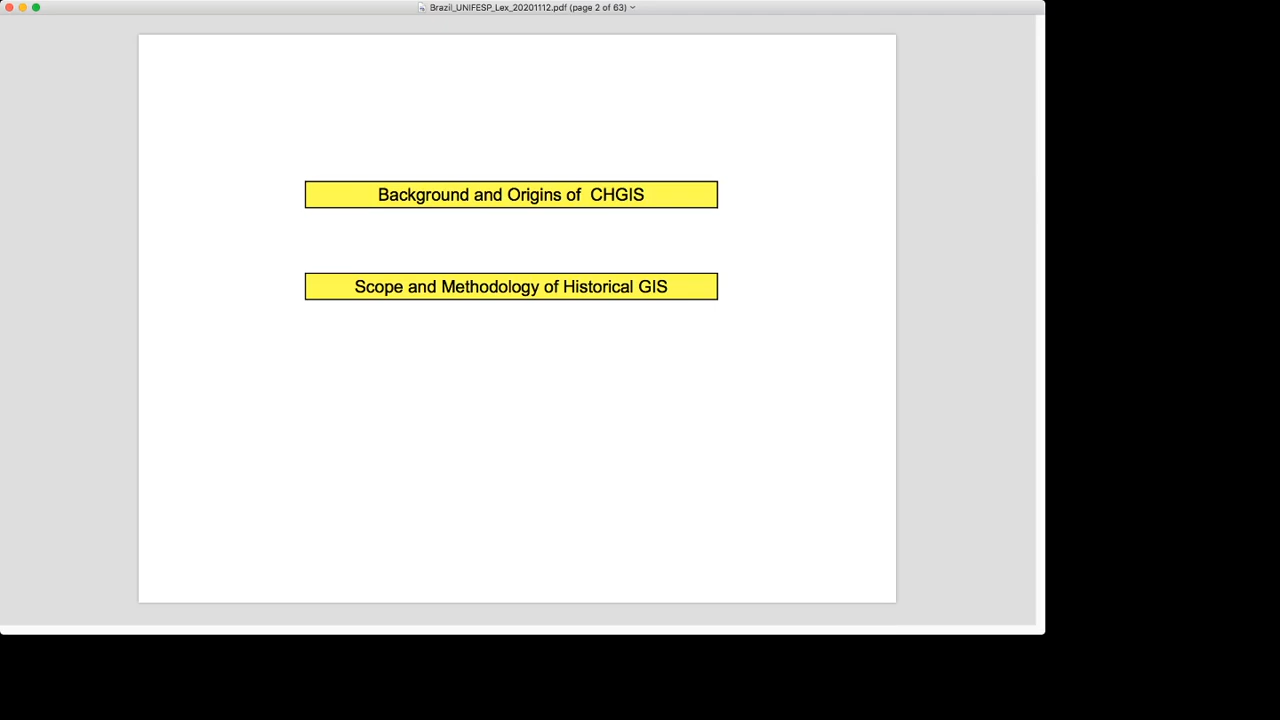 Brazil_UNIFESP_Lex_20201112.pdf (page 2 of 63)
Background and Origins of  CHGIS
Scope and Methodology of Historical GIS